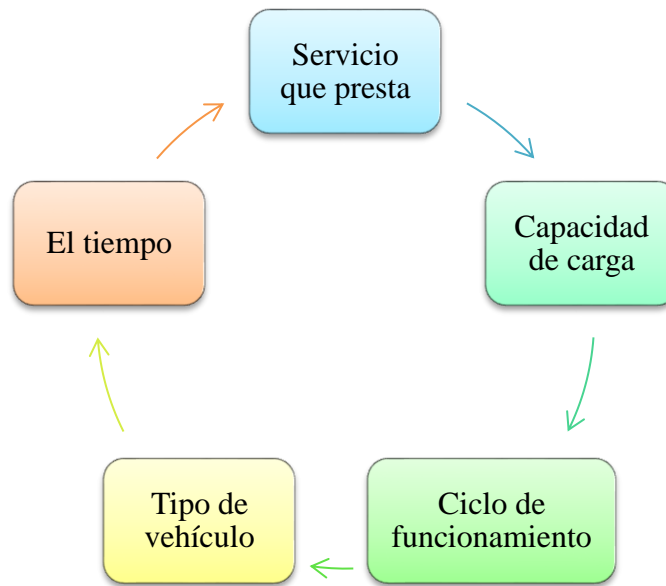 Servicio
que presta
Capacidad
de carga
Ciclo de
funcionamiento
Tipo de
vehículo
El tiempo